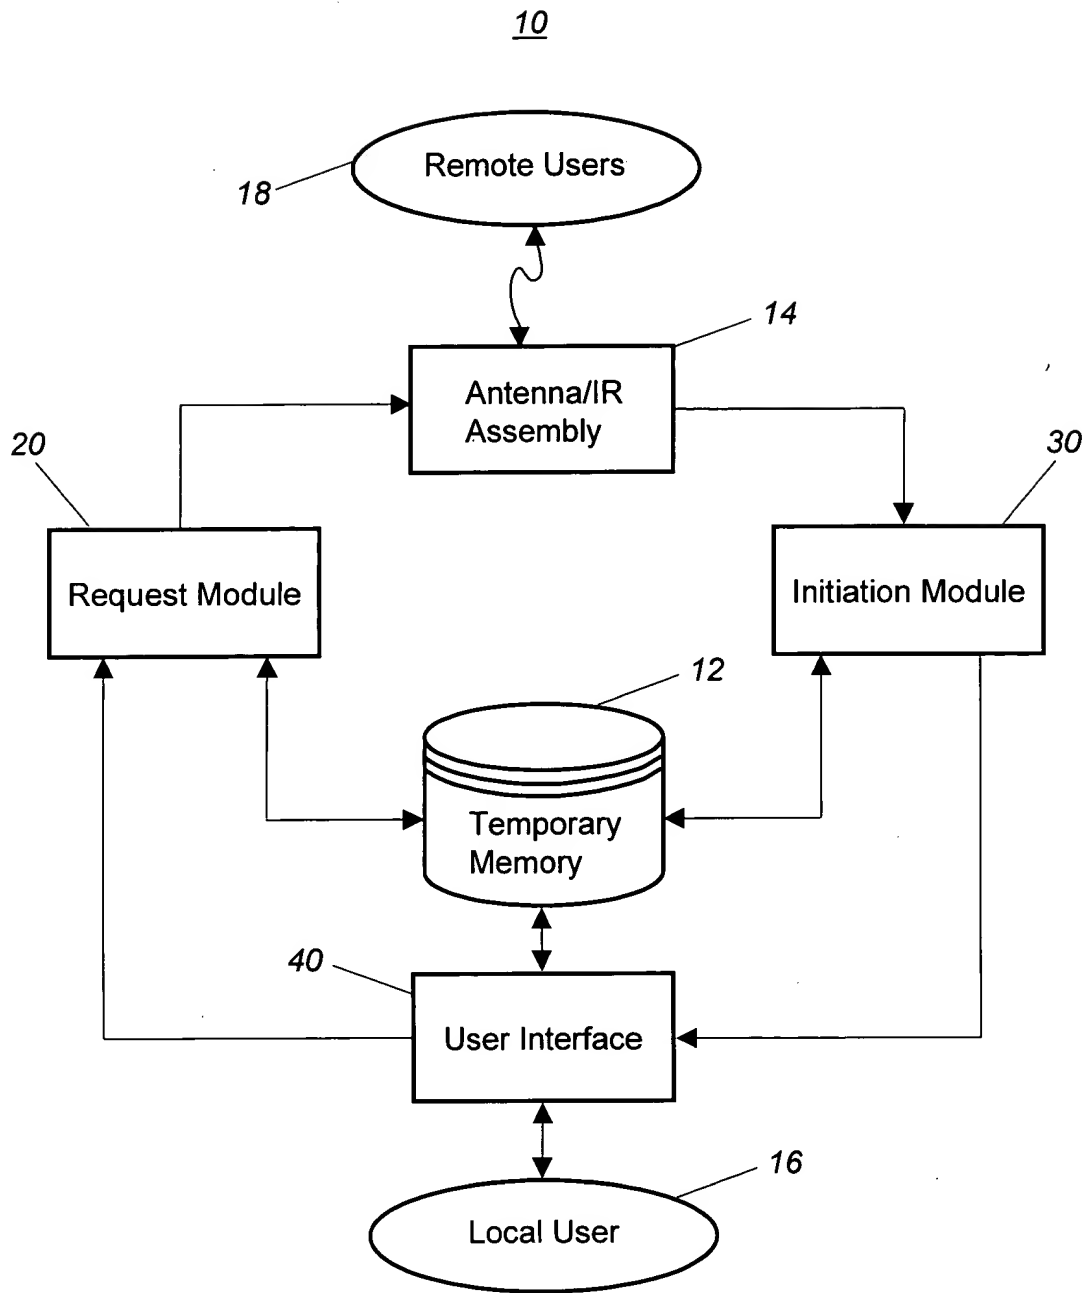 10
Remote Users
18
14
Antenna/IR
Assembly
20
30
Request Module
Initiation Module
12
Temporary
Memory
40
User Interface
16
Local User